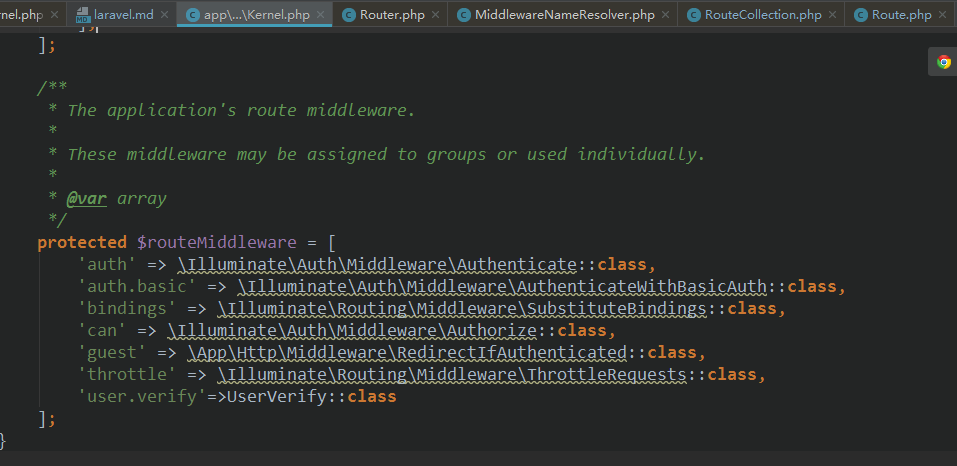 nel.php × laravel.md × app\...\Kernel.php × Router.php × MiddlewareNameResolver.php × RouteCollection.php × Route.php ×
];
];
/**
* The application's route middleware.
*
* These middleware may be assigned to groups or used individually.
*
* @var array
*/
protected $routeMiddleware = [
'auth' => \Illuminate\Auth\Middleware\Authenticate::class,
'auth.basic' => \Illuminate\Auth\Middleware\AuthenticateWithBasicAuth::class,
'bindings' => \Illuminate\Routing\Middleware\SubstituteBindings::class,
'can' => \Illuminate\Auth\Middleware\Authorize::class,
'guest' => \App\Http\Middleware\RedirectIfAuthenticated::class,
'throttle' => \Illuminate\Routing\Middleware\ThrottleRequests::class,
'user.verify'=>UserVerify::class
];
}